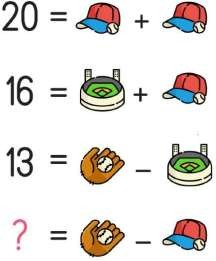 20 = +
16 = +
13 = −
? = −